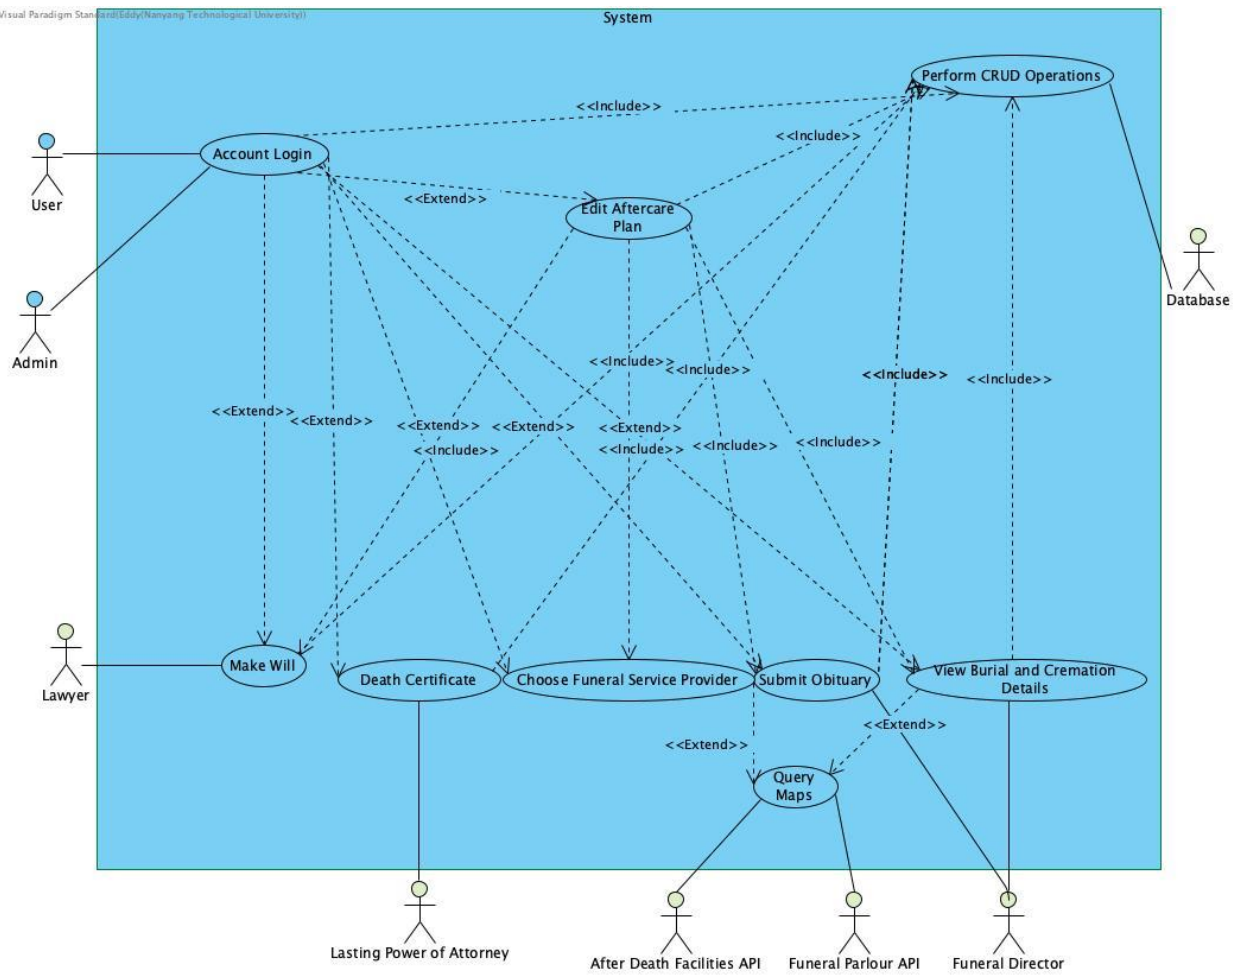 Visual Paradigm Standard(Eddy(Nanyang Technological University))
System
Perform CRUD Operations
<<Include>>
<<Include>>
Account Login
User
<<Extend>>
Edit Aftercare
Plan
Database
Admin
<<Include>>
<<Include>>
<<Include>>
<<Include>>
<<Extend>>
<<Extend>>
<<Extend>>
<<Extend>>
<<Extend>>
<<Include>>
<<Include>>
<<Include>>
<<Include>>
Make Will
Lawyer
Death Certificate
Choose Funeral Service Provider
Submit Obituary
View Burial and Cremation
Details
<<Extend>>
<<Extend>>
Query
Maps
Lasting Power of Attorney
After Death Facilities API
Funeral Parlour API
Funeral Director